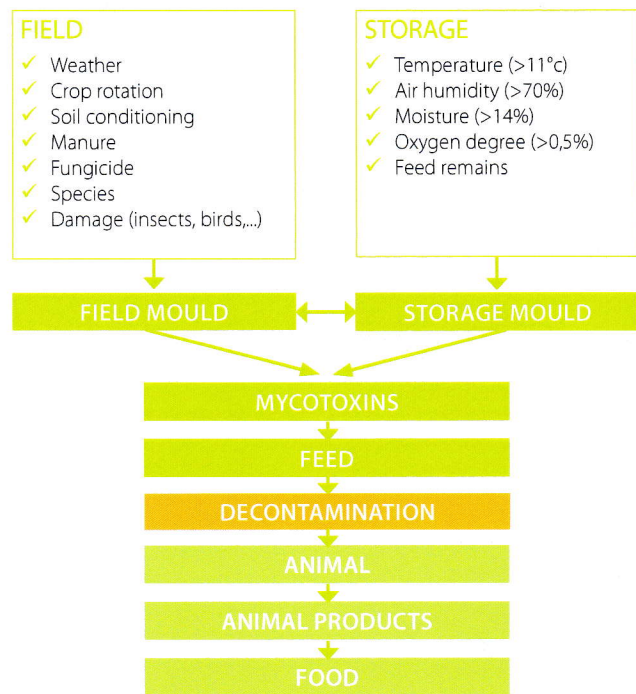 FIELD
Weather
Crop rotation
Soil conditioning
Manure
Fungicide
Species
Damage (insects, birds,...)
STORAGE
Temperature (>11°c)
Air humidity (>70%)
Moisture (>14%)
Oxygen degree (>0,5%)
Feed remains
FIELD MOULD
STORAGE MOULD
MYCOTOXINS
FEED
DECONTAMINATION
ANIMAL
ANIMAL PRODUCTS
FOOD